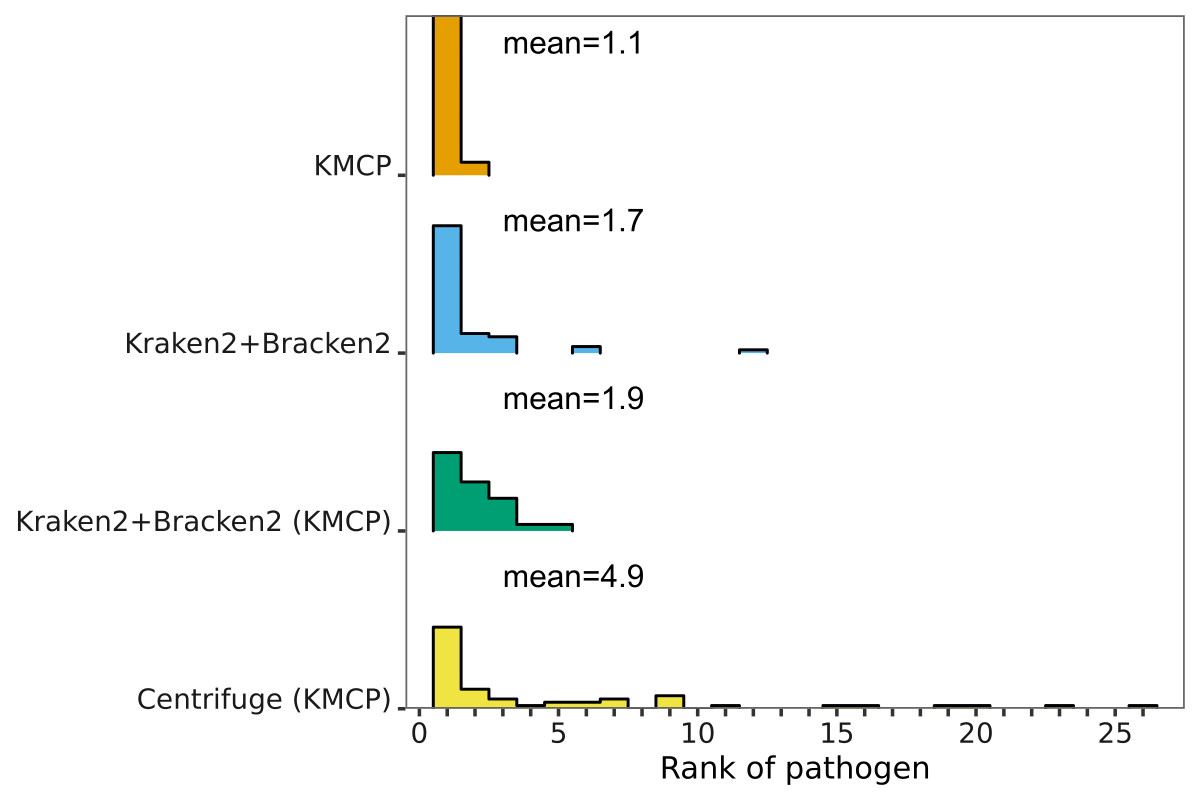 mean=1.1
KMCP
mean=1.7
Kraken2+Bracken2
mean=1.9
Kraken2+Bracken2 (KMCP)
mean=4.9
Centrifuge (KMCP)
0 5 10 15 20 25
Rank of pathogen